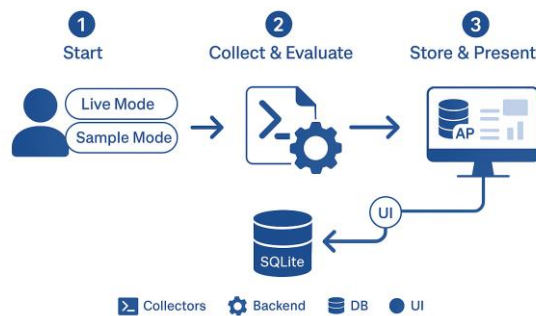 1
2
3
Start
Collect & Evaluate
Store & Present
Live Mode
Sample Mode
AP
UI
SQLite
Collectors
Backend
DB
UI